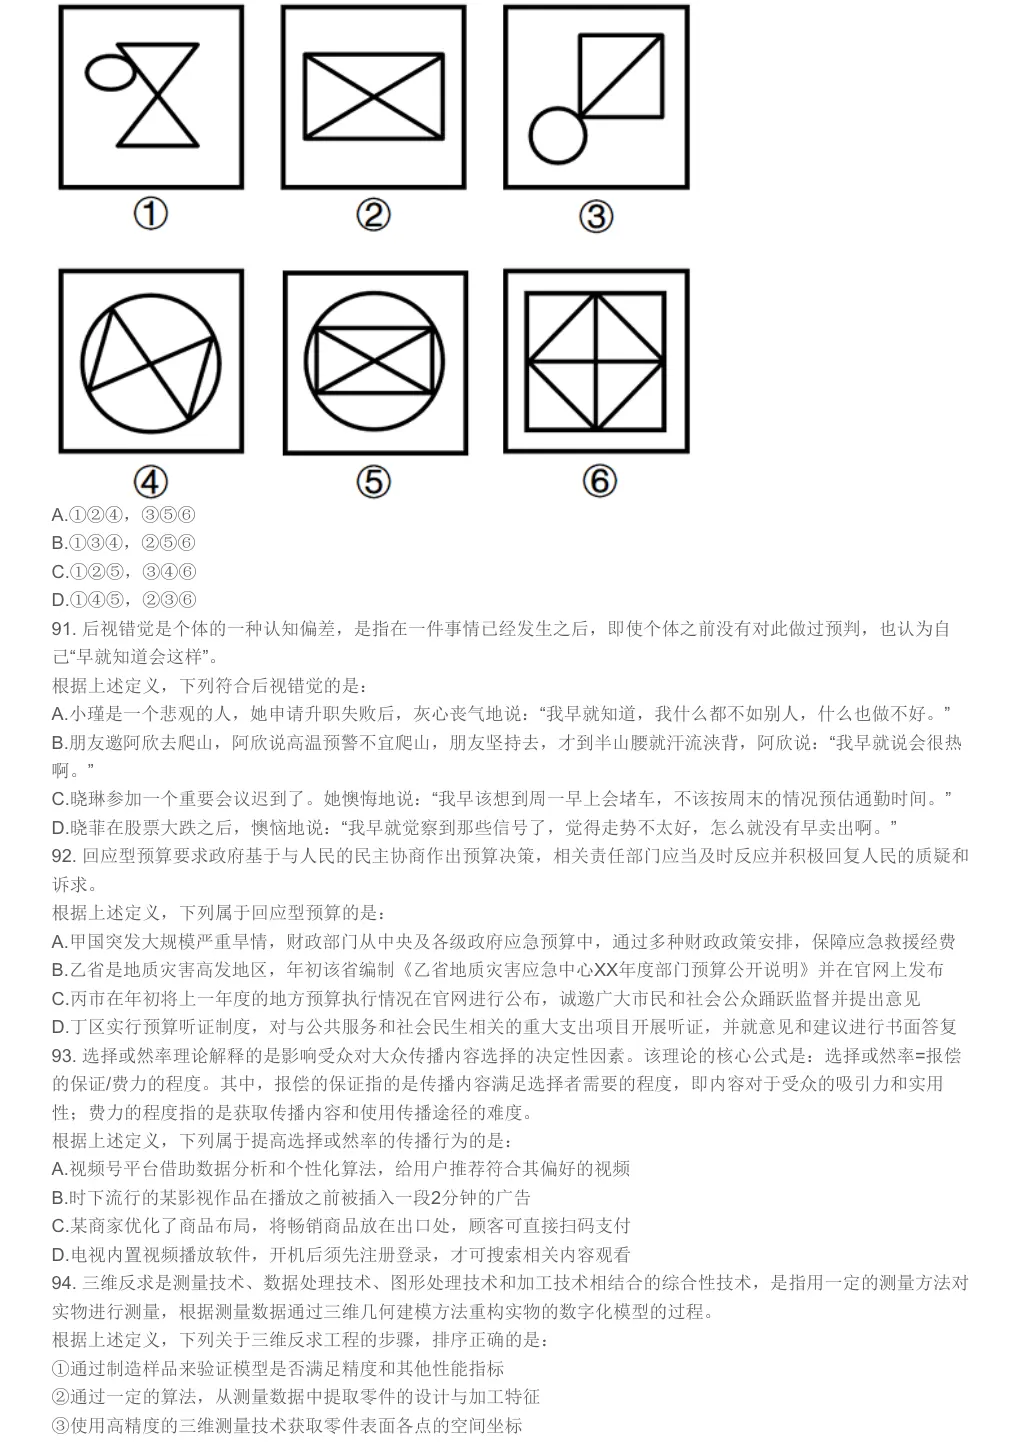 ① ② ③
④ ⑤ ⑥
A.①②④，③⑤⑥
B.①③④，②⑤⑥
C.①②⑤，③④⑥
D.①④⑤，②③⑥
91. 后视错觉是个体的一种认知偏差，是指在一件事情已经发生之后，即使个体之前没有对此做过预判，也认为自
己“早就知道会这样”。
根据上述定义，下列符合后视错觉的是：
A.小瑾是一个悲观的人，她申请升职失败后，灰心丧气地说：“我早就知道，我什么都不如别人，什么也做不好。”
B.朋友邀阿欣去爬山，阿欣说高温预警不宜爬山，朋友坚持去，才到半山腰就汗流浃背，阿欣说：“我早就说会很热
啊。”
C.晓琳参加一个重要会议迟到了。她懊悔地说：“我早该想到周一早上会堵车，不该按周末的情况预估通勤时间。”
D.晓菲在股票大跌之后，懊恼地说：“我早就觉察到那些信号了，觉得走势不太好，怎么就没有早卖出啊。”
92. 回应型预算要求政府基于与人民的民主协商作出预算决策，相关责任部门应当及时反应并积极回复人民的质疑和
诉求。
根据上述定义，下列属于回应型预算的是：
A.甲国突发大规模严重旱情，财政部门从中央及各级政府应急预算中，通过多种财政政策安排，保障应急救援经费
B.乙省是地质灾害高发地区，年初该省编制《乙省地质灾害应急中心XX年度部门预算公开说明》并在官网上发布
C.丙市在年初将上一年度的地方预算执行情况在官网进行公布，诚邀广大市民和社会公众踊跃监督并提出意见
D.丁区实行预算听证制度，对与公共服务和社会民生相关的重大支出项目开展听证，并就意见和建议进行书面答复
93. 选择或然率理论解释的是影响受众对大众传播内容选择的决定性因素。该理论的核心公式是：选择或然率=报偿
的保证/费力的程度。其中，报偿的保证指的是传播内容满足选择者需要的程度，即内容对于受众的吸引力和实用
性；费力的程度指的是获取传播内容和使用传播途径的难度。
根据上述定义，下列属于提高选择或然率的传播行为的是：
A.视频号平台借助数据分析和个性化算法，给用户推荐符合其偏好的视频
B.时下流行的某影视作品在播放之前被插入一段2分钟的广告
C.某商家优化了商品布局，将畅销商品放在出口处，顾客可直接扫码支付
D.电视内置视频播放软件，开机后须先注册登录，才可搜索相关内容观看
94. 三维反求是测量技术、数据处理技术、图形处理技术和加工技术相结合的综合性技术，是指用一定的测量方法对
实物进行测量，根据测量数据通过三维几何建模方法重构实物的数字化模型的过程。
根据上述定义，下列关于三维反求工程的步骤，排序正确的是：
①通过制造样品来验证模型是否满足精度和其他性能指标
②通过一定的算法，从测量数据中提取零件的设计与加工特征
③使用高精度的三维测量技术获取零件表面各点的空间坐标